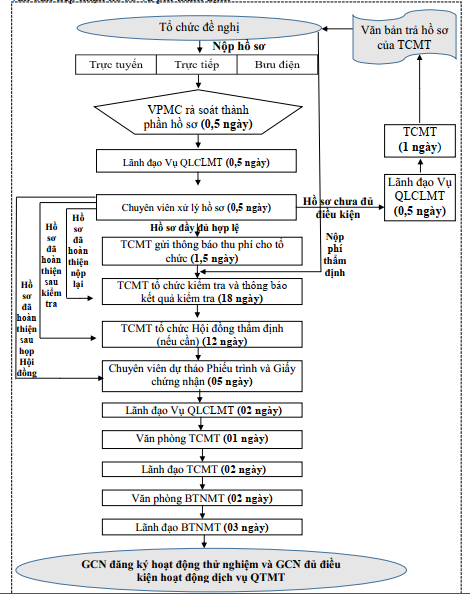 Tổ chức đề nghị
Văn bản trả hồ sơ
của TCMT
Nộp hồ sơ
Trực tuyến
Trực tiếp
Bưu điện
VPMC rà soát thành
phần hồ sơ (0,5 ngày)
TCMT
(1 ngày)
Lãnh đạo Vụ QLCLMT (0,5 ngày)
Lãnh đạo Vụ
QLCLMT
(0,5 ngày)
Chuyên viên xử lý hồ sơ (0,5 ngày)
Hồ sơ chưa đủ
điều kiện
Hồ sơ đầy đủ hợp lệ
TCMT gửi thông báo thu phí cho tổ
chức (1,5 ngày)
Nộp
phí
thẩm
định
Hồ
sơ
đã
hoàn
thiện
nộp
lại
Hồ
sơ
đã
hoàn
thiện
sau
kiểm
tra
Hồ
sơ
đã
hoàn
thiện
sau
họp
Hội
đồng
TCMT tổ chức kiểm tra và thông báo
kết quả kiểm tra (18 ngày)
TCMT tổ chức Hội đồng thẩm định
(nếu cần) (12 ngày)
Chuyên viên dự thảo Phiếu trình và Giấy
chứng nhận (05 ngày)
Lãnh đạo Vụ QLCLMT (02 ngày)
Văn phòng TCMT (01 ngày)
Lãnh đạo TCMT (02 ngày)
Văn phòng BTNMT (02 ngày)
Lãnh đạo BTNMT (03 ngày)
GCN đăng ký hoạt động thử nghiệm và GCN đủ điều
kiện hoạt động dịch vụ QTMT